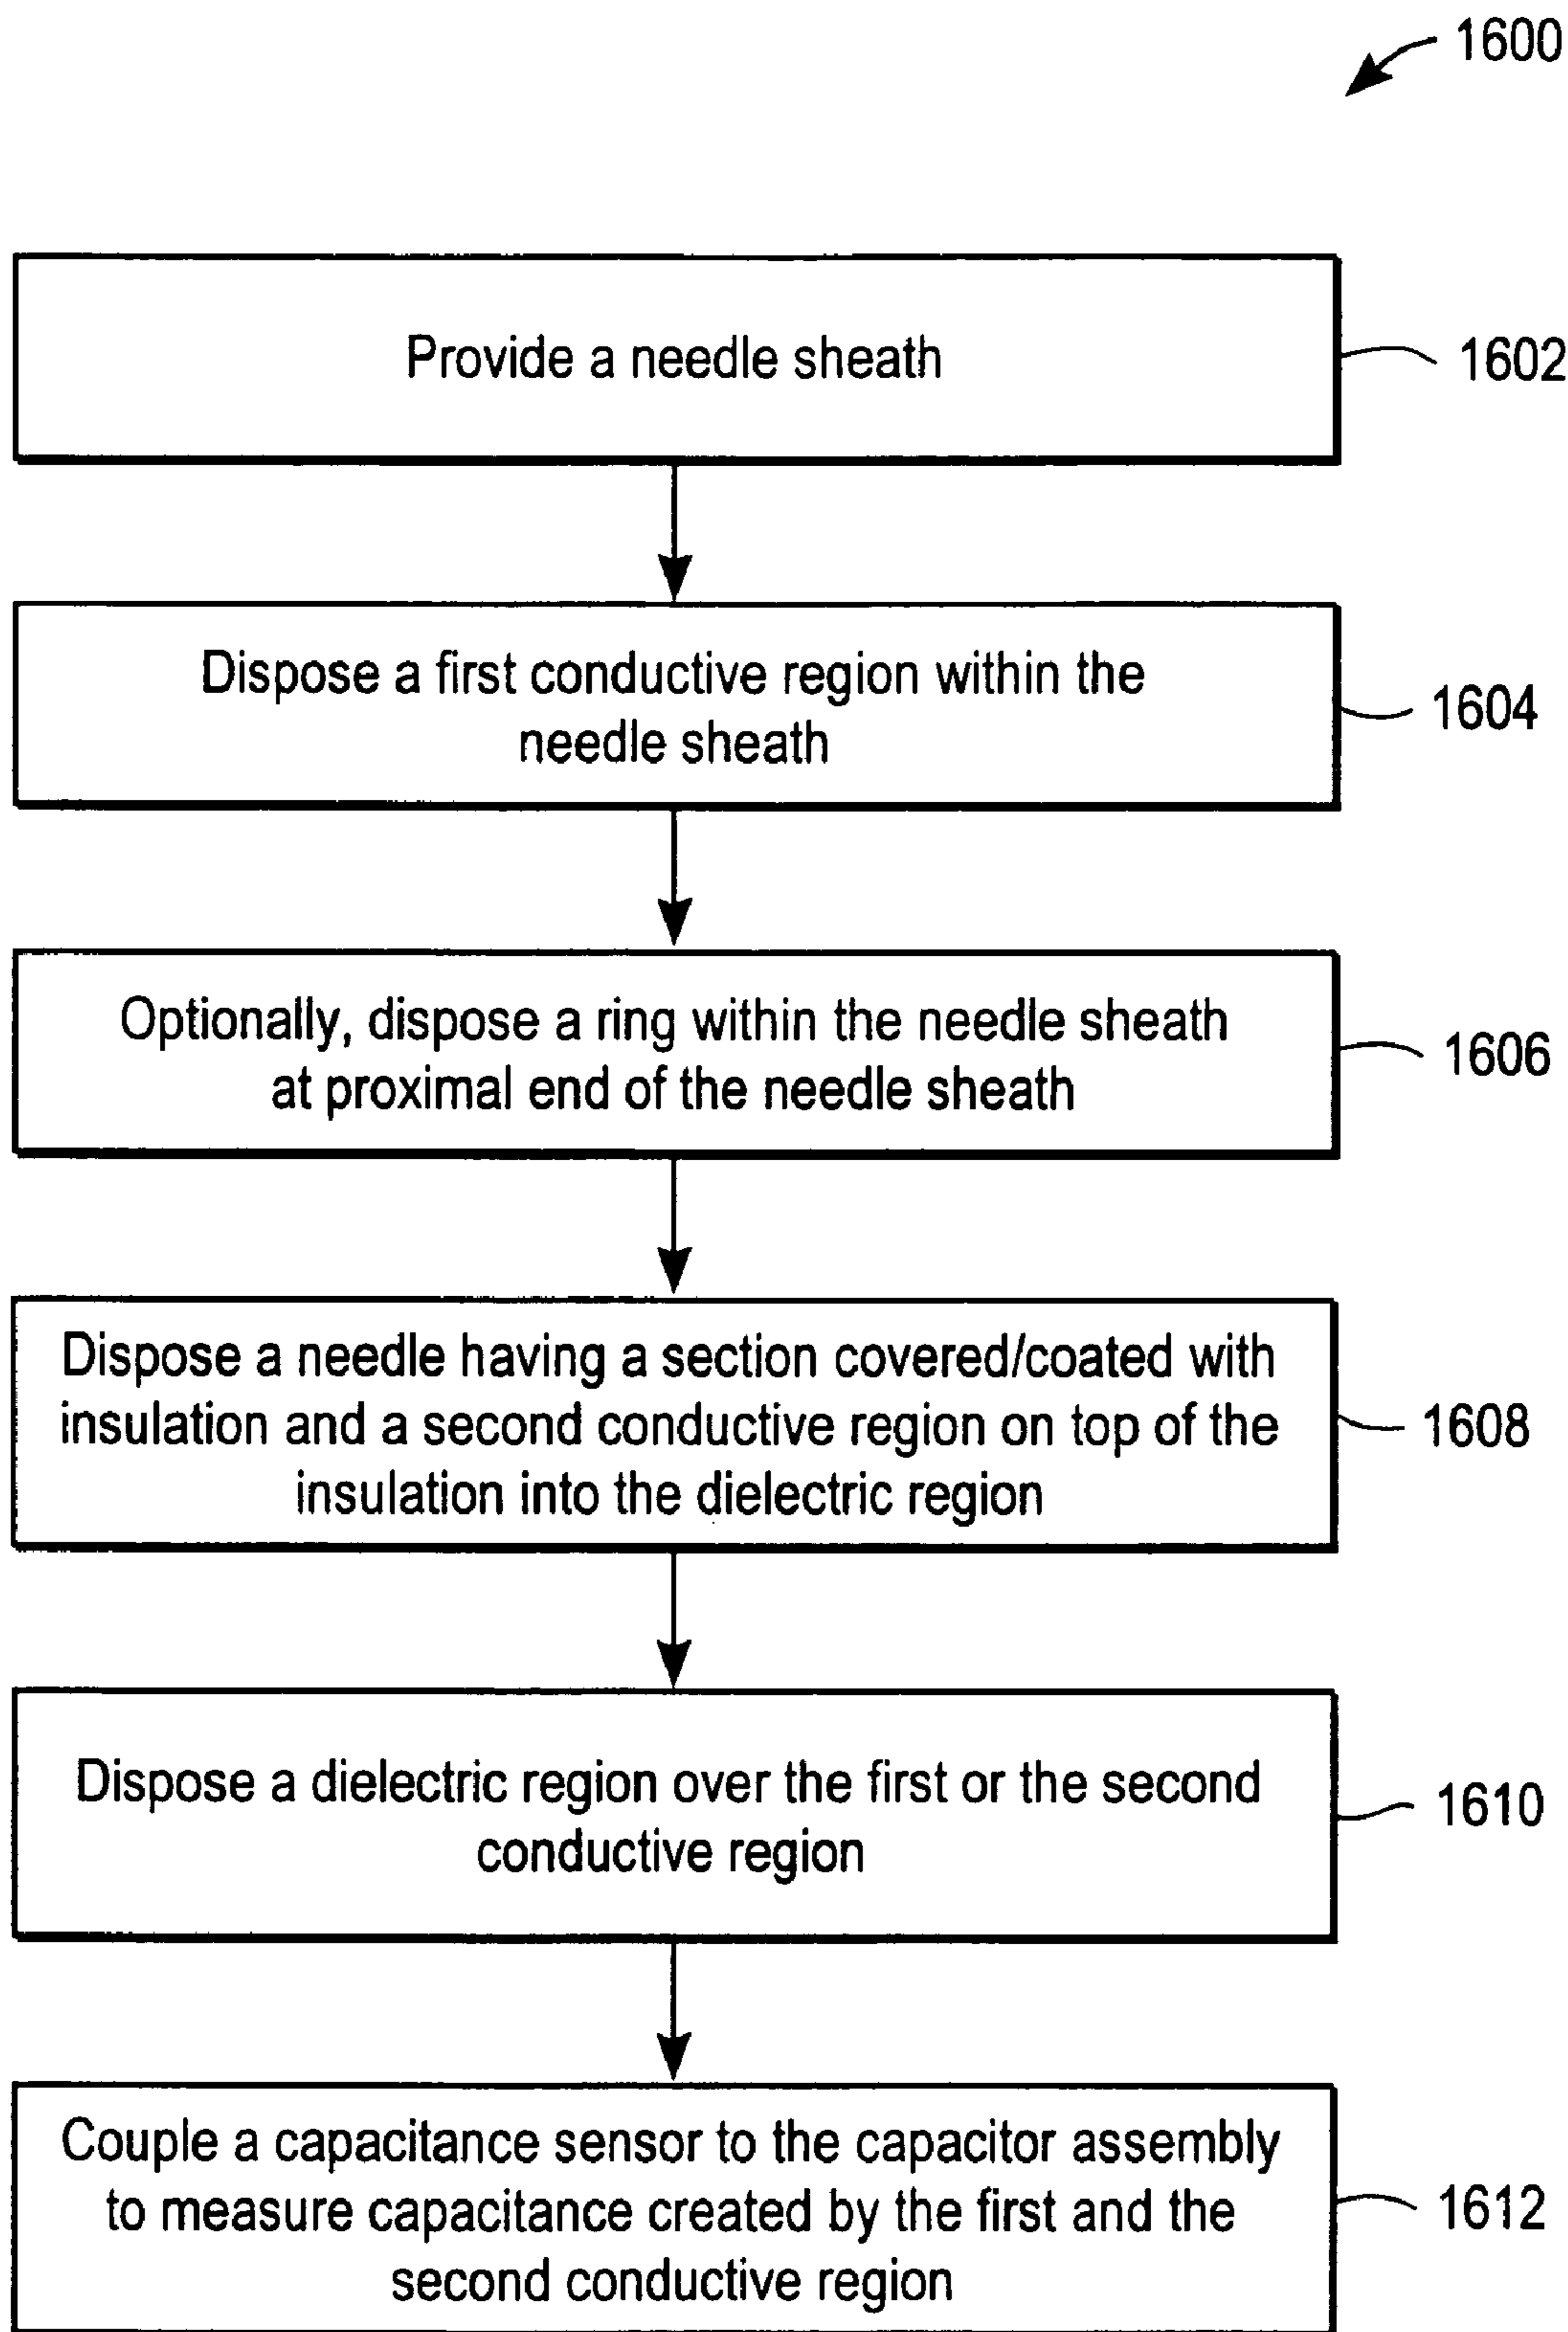 1600
Provide a needle sheath
1602
Dispose a first conductive region within the
needle sheath
1604
Optionally, dispose a ring within the needle sheath
at proximal end of the needle sheath
1606
Dispose a needle having a section covered/coated with
insulation and a second conductive region on top of the
insulation into the dielectric region
1608
Dispose a dielectric region over the first or the second
conductive region
1610
Couple a capacitance sensor to the capacitor assembly
to measure capacitance created by the first and the
second conductive region
1612